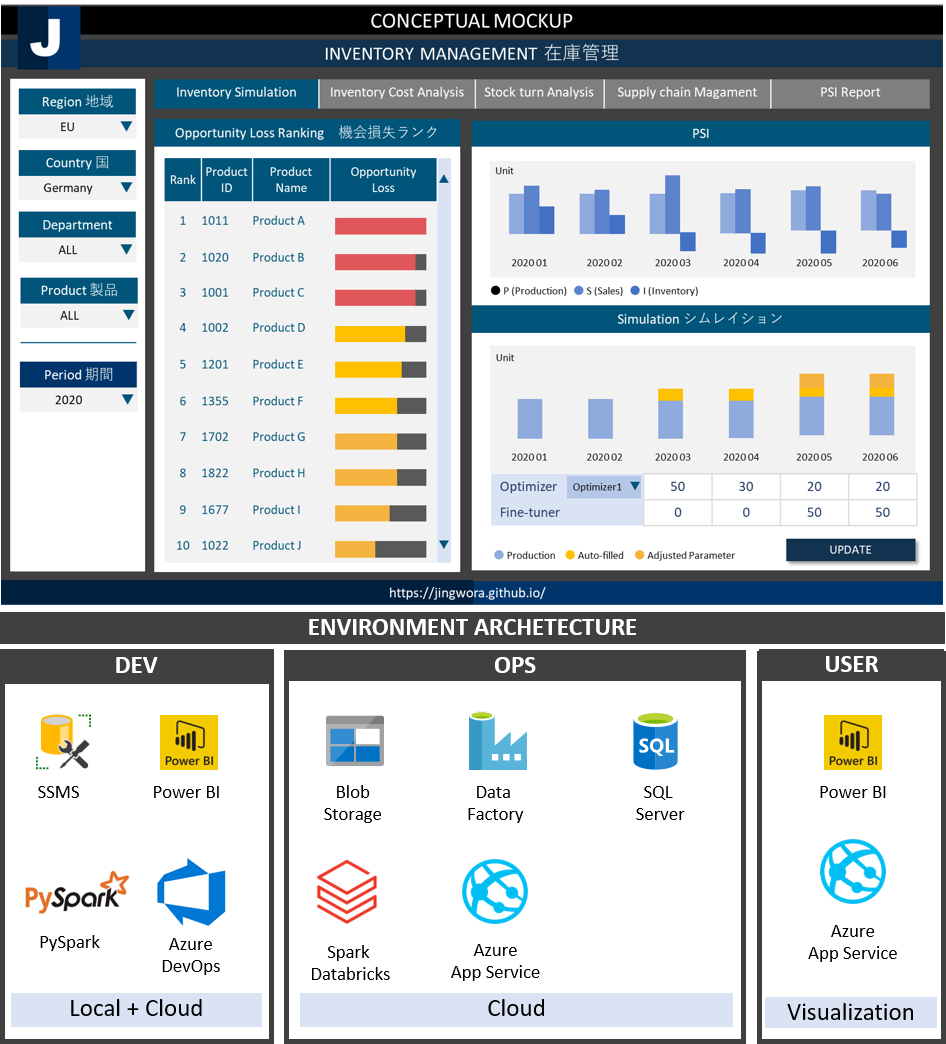 CONCEPTUAL MOCKUP
J
INVENTORY MANAGEMENT 在庫管理
Region 地域
EU
Country 国
Germany
Department
ALL
Product 製品
ALL
Period 期間
2020
Inventory Simulation
Inventory Cost Analysis
Stock turn Analysis
Supply chain Magament
PSI Report
Opportunity Loss Ranking 機会損失ランク
Rank
Product ID
Product Name
Opportunity Loss
1 1011 Product A
2 1020 Product B
3 1001 Product C
4 1002 Product D
5 1201 Product E
6 1355 Product F
7 1702 Product G
8 1822 Product H
9 1677 Product I
10 1022 Product J
PSI
Unit
2020 01 2020 02 2020 03 2020 04 2020 05 2020 06
P (Production) S (Sales) I (Inventory)
Simulation シムレイション
Unit
2020 01 2020 02 2020 03 2020 04 2020 05 2020 06
Optimizer Optimizer1 50 30 20 20
Fine-tuner 0 0 50 50
Production Auto-filled Adjusted Parameter
UPDATE
https://jingwora.github.io/
ENVIRONMENT ARCHETECTURE
DEV
Power BI
SSMS
Power BI
PySpark
PySpark
Azure
DevOps
Local + Cloud
OPS
SQL
Blob
Storage
Data
Factory
SQL
Server
Spark
Databricks
Azure
App Service
Cloud
USER
Power BI
Power BI
Azure
App Service
Visualization